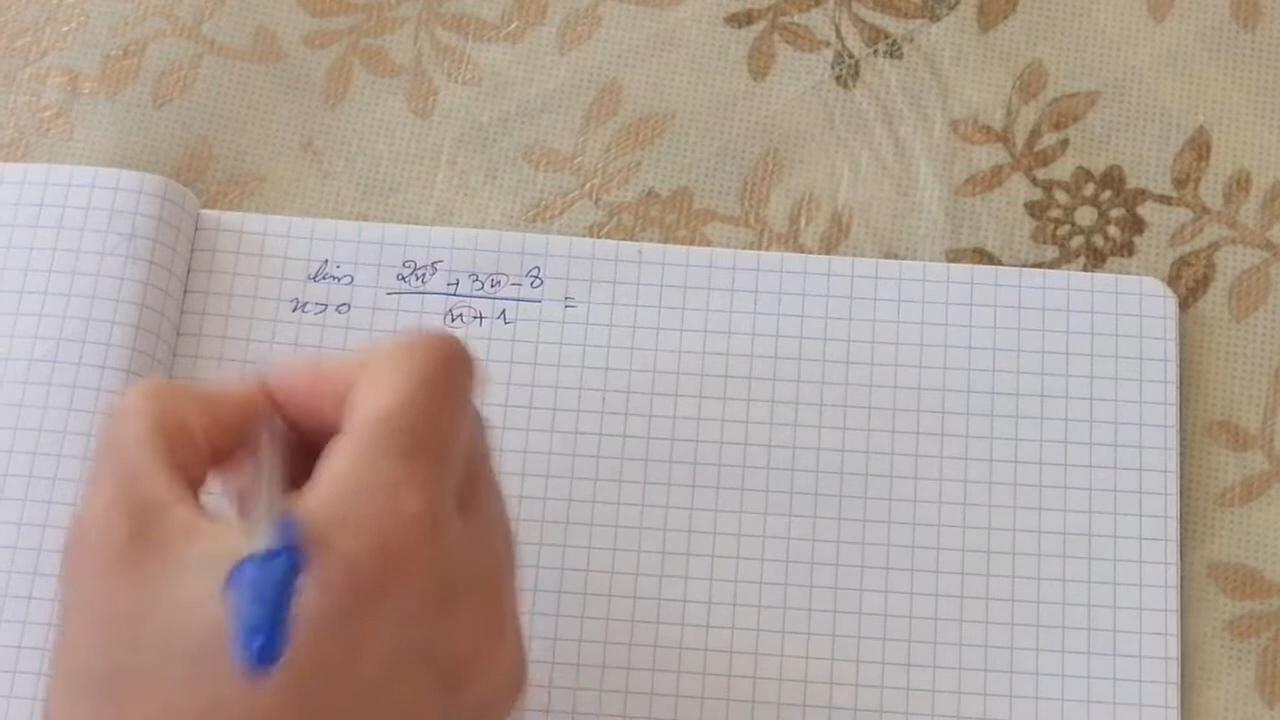 lim 2x⁵ + 3x - 8
x→0 x + 1 =